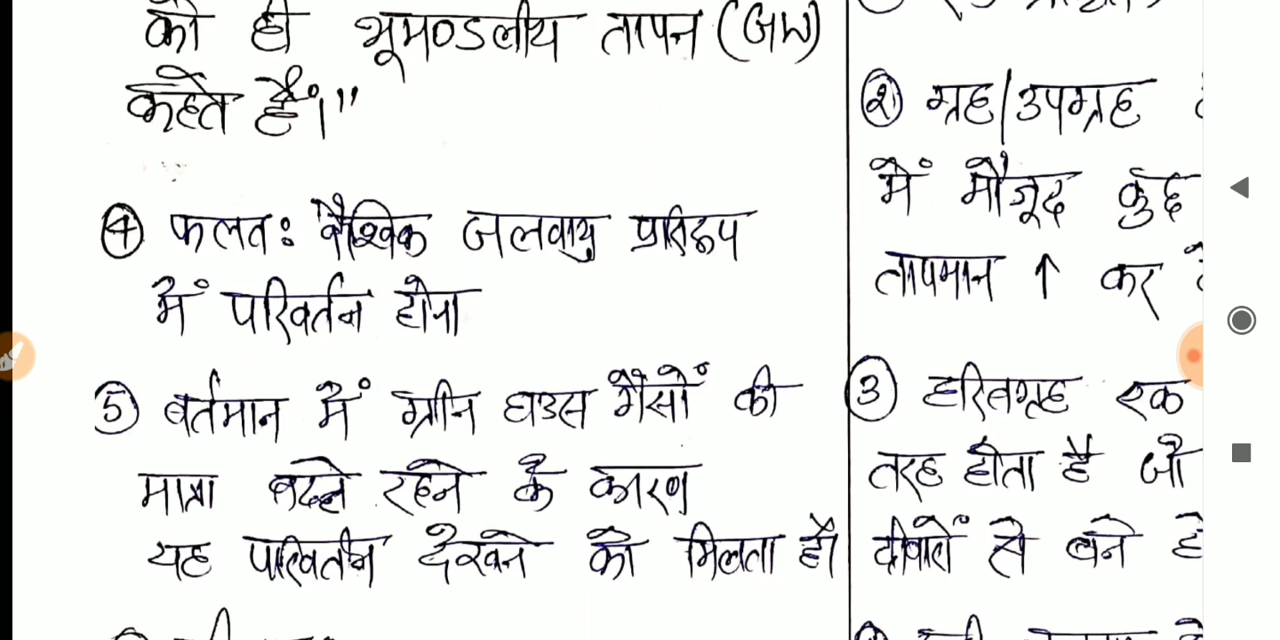 को ही भूमण्डलीय तापन (GW)
कहते हैं।"
④ फलतः वैश्विक जलवायु प्रतिरूप
में परिवर्तन होना
⑤ वर्तमान में ग्रीन हाउस गैसों की
मात्रा बढ़ते रहने के कारण
यह परिवर्तन देखने को मिलता है।
② ग्रह/उपग्रह
में मौजूद कुछ
तापमान ↑ कर
③ हरितगृह एक
तरह होता है जो
दीवारों से बने